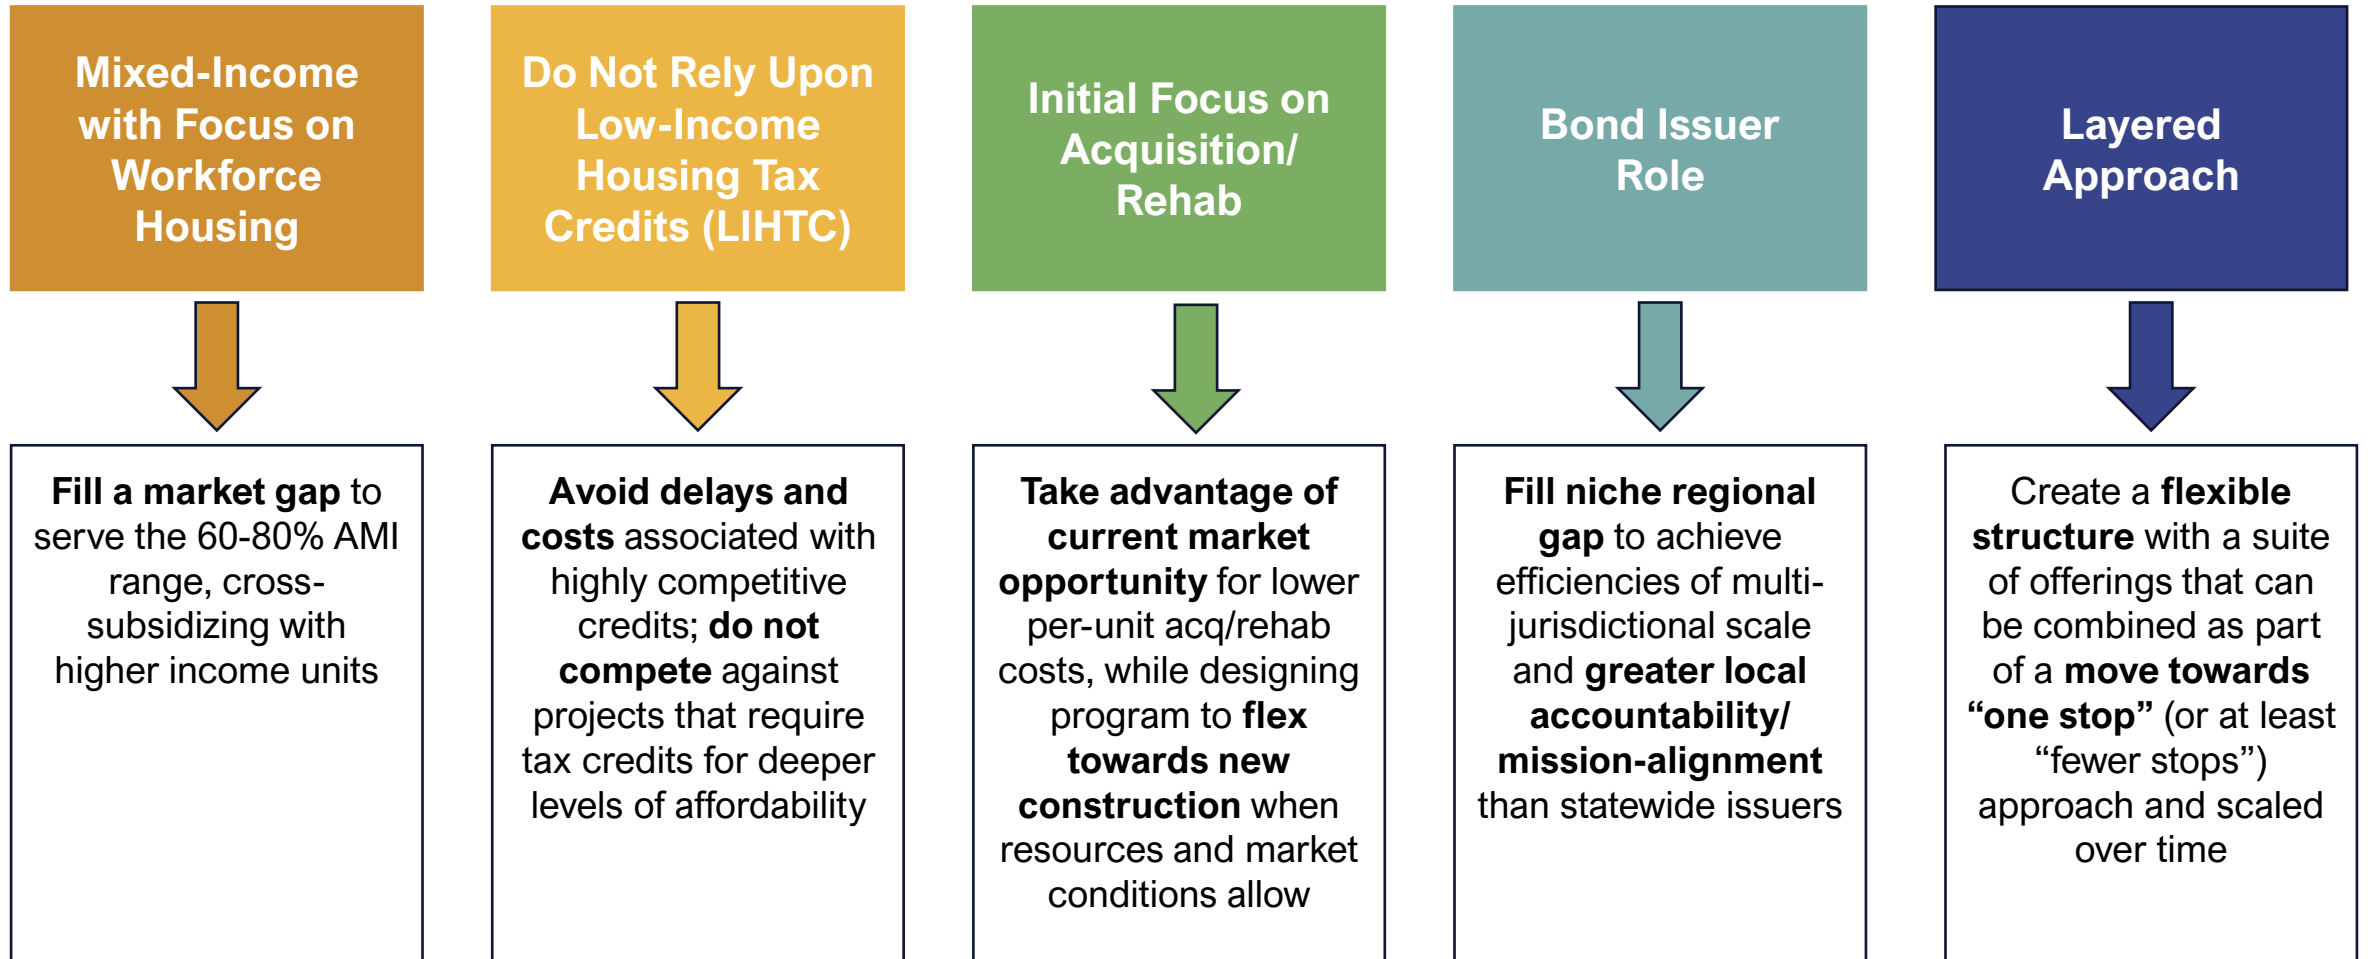 Mixed-Income
with Focus on
Workforce
Housing
Do Not Rely Upon
Low-Income
Housing Tax
Credits (LIHTC)
Initial Focus on
Acquisition/
Rehab
Bond Issuer
Role
Layered
Approach
Fill a market gap to
serve the 60-80% AMI
range, cross-
subsidizing with
higher income units
Avoid delays and
costs associated with
highly competitive
credits; do not
compete against
projects that require
tax credits for deeper
levels of affordability
Take advantage of
current market
opportunity for lower
per-unit acq/rehab
costs, while designing
program to flex
towards new
construction when
resources and market
conditions allow
Fill niche regional
gap to achieve
efficiencies of multi-
jurisdictional scale
and greater local
accountability/
mission-alignment
than statewide issuers
Create a flexible
structure with a suite
of offerings that can
be combined as part
of a move towards
“one stop” (or at least
“fewer stops”)
approach and scaled
over time